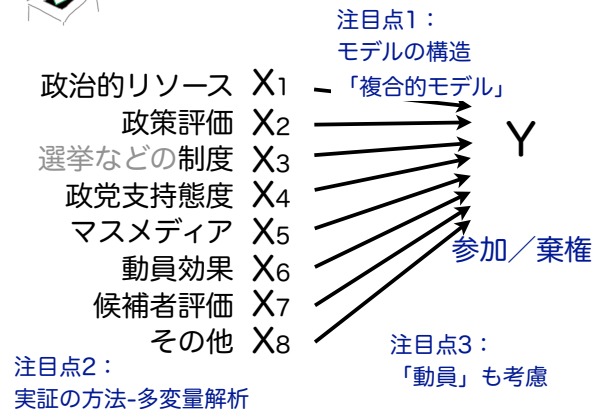 注目点1：
モデルの構造
「複合的モデル」
政治的リソース X1
政策評価 X2
選挙などの制度 X3
政党支持態度 X4
マスメディア X5
動員効果 X6
候補者評価 X7
その他 X8
Y
参加／棄権
注目点2：
実証の方法-多変量解析
注目点3：
「動員」も考慮